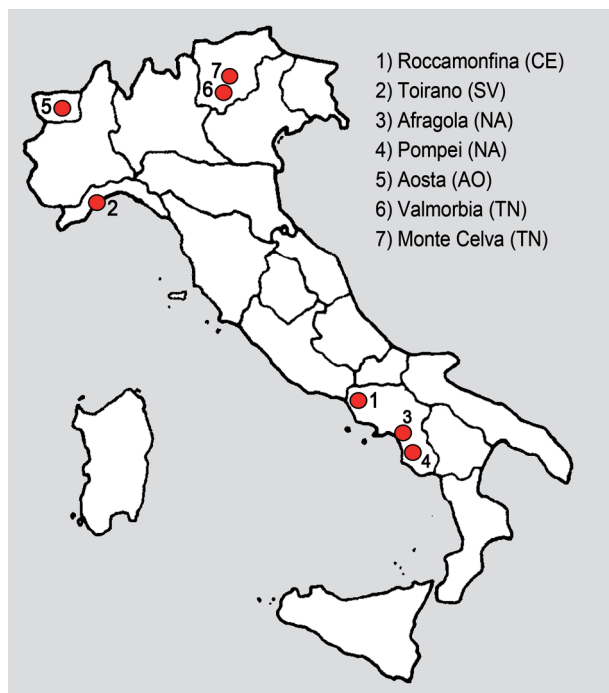 1) Roccamonfina (CE)
2) Toirano (SV)
3) Afragola (NA)
4) Pompei (NA)
5) Aosta (AO)
6) Valmorbia (TN)
7) Monte Celva (TN)
7
6
5
2
1
3
4